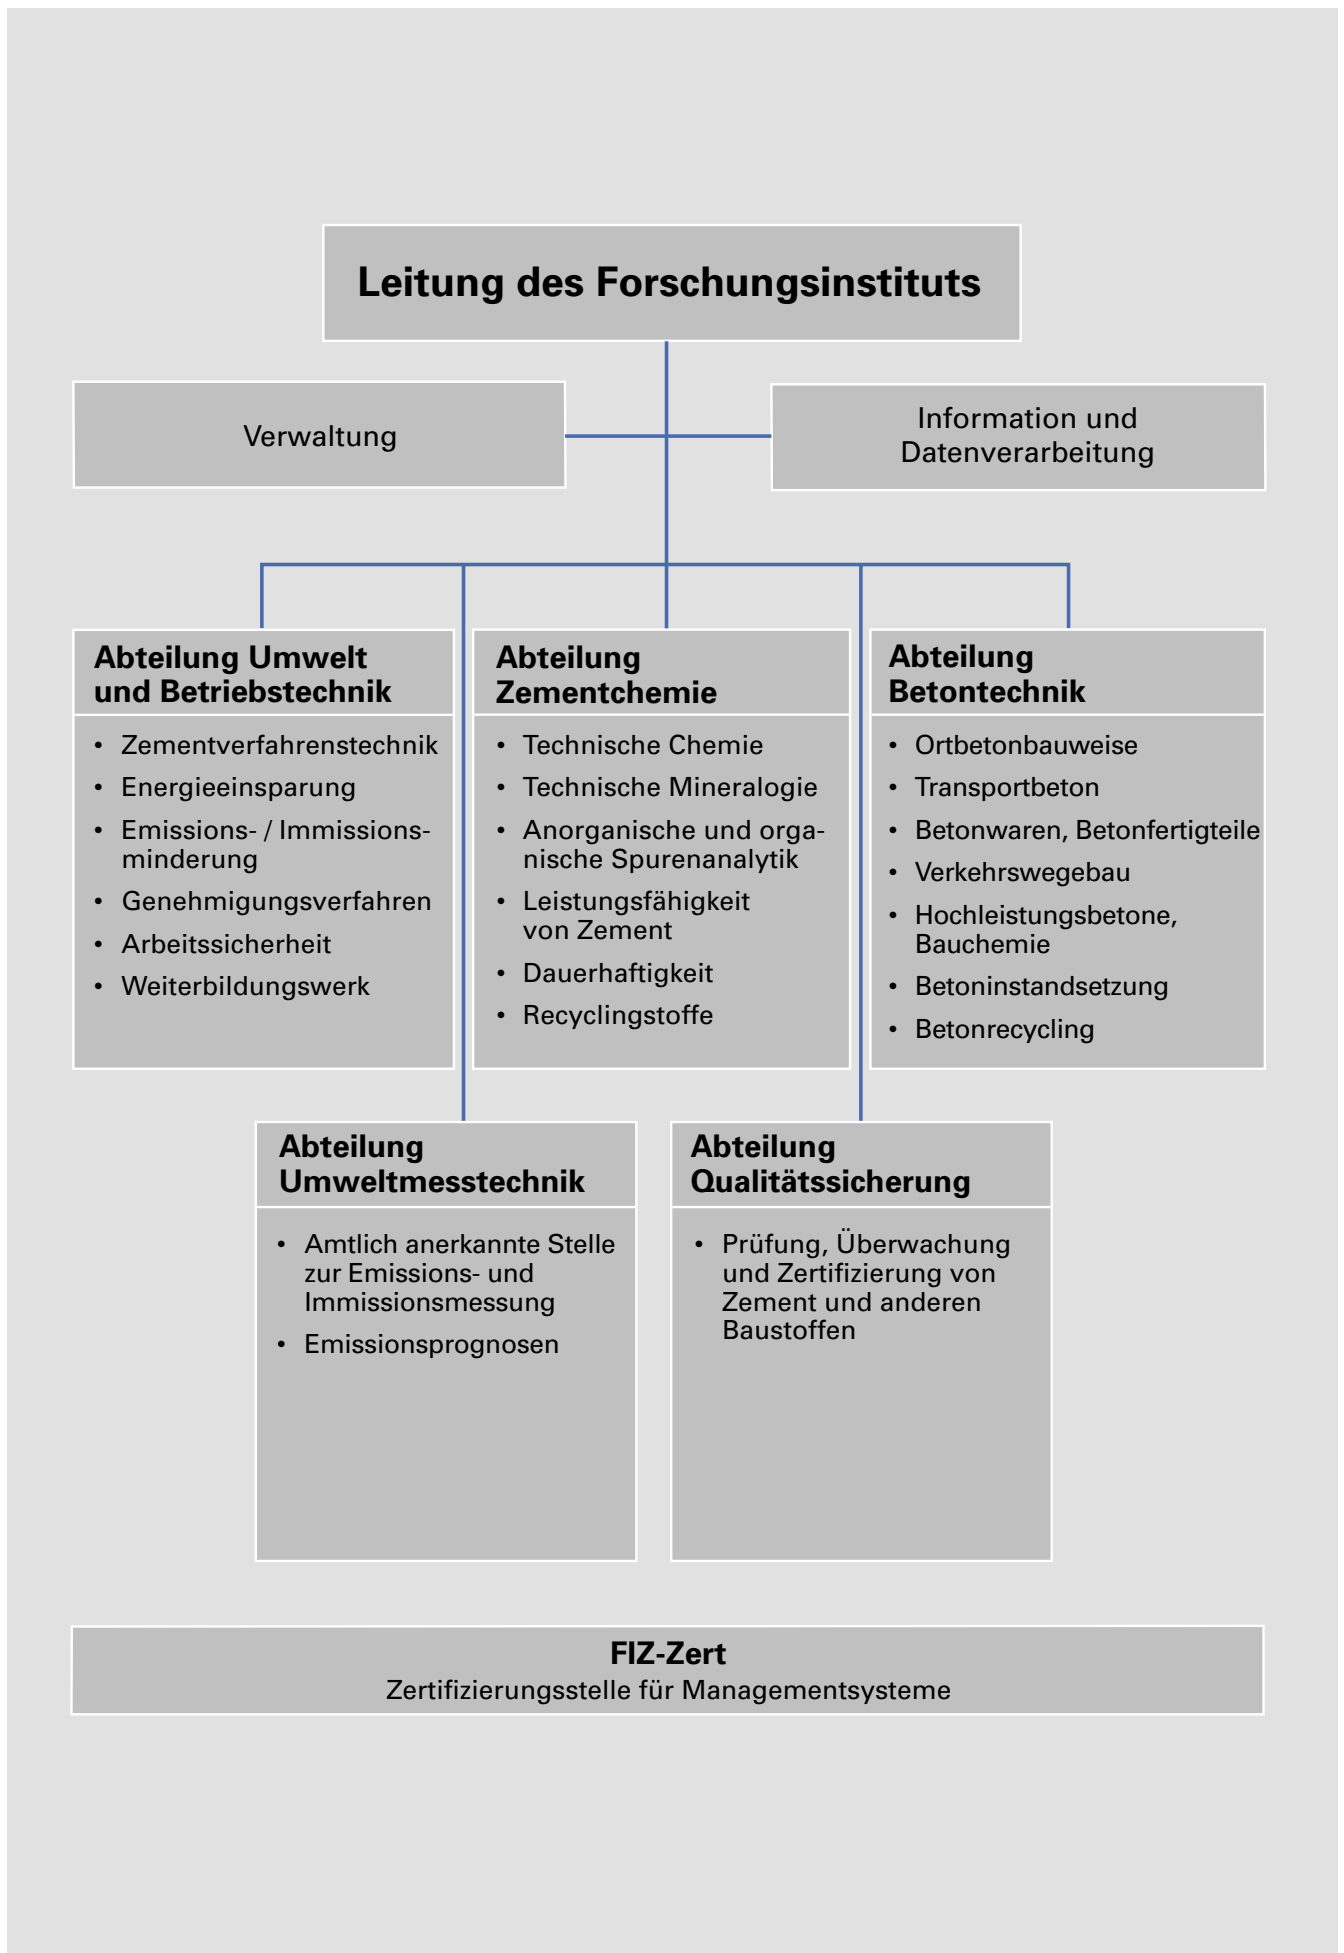 Leitung des Forschungsinstituts
Verwaltung
Information und
Datenverarbeitung
Abteilung Umwelt
und Betriebstechnik
• Zementverfahrenstechnik
• Energieeinsparung
• Emissions- / Immissions-
minderung
• Genehmigungsverfahren
• Arbeitssicherheit
• Weiterbildungswerk
Abteilung
Zementchemie
• Technische Chemie
• Technische Mineralogie
• Anorganische und orga-
nische Spurenanalytik
• Leistungsfähigkeit
von Zement
• Dauerhaftigkeit
• Recyclingstoffe
Abteilung
Betontechnik
• Ortbetonbauweise
• Transportbeton
• Betonwaren, Betonfertigteile
• Verkehrswegebau
• Hochleistungsbetone,
Bauchemie
• Betoninstandsetzung
• Betonrecycling
Abteilung
Umweltmesstechnik
• Amtlich anerkannte Stelle
zur Emissions- und
Immissionsmessung
• Emissionsprognosen
Abteilung
Qualitätssicherung
• Prüfung, Überwachung
und Zertifizierung von
Zement und anderen
Baustoffen
FIZ-Zert
Zertifizierungsstelle für Managementsysteme